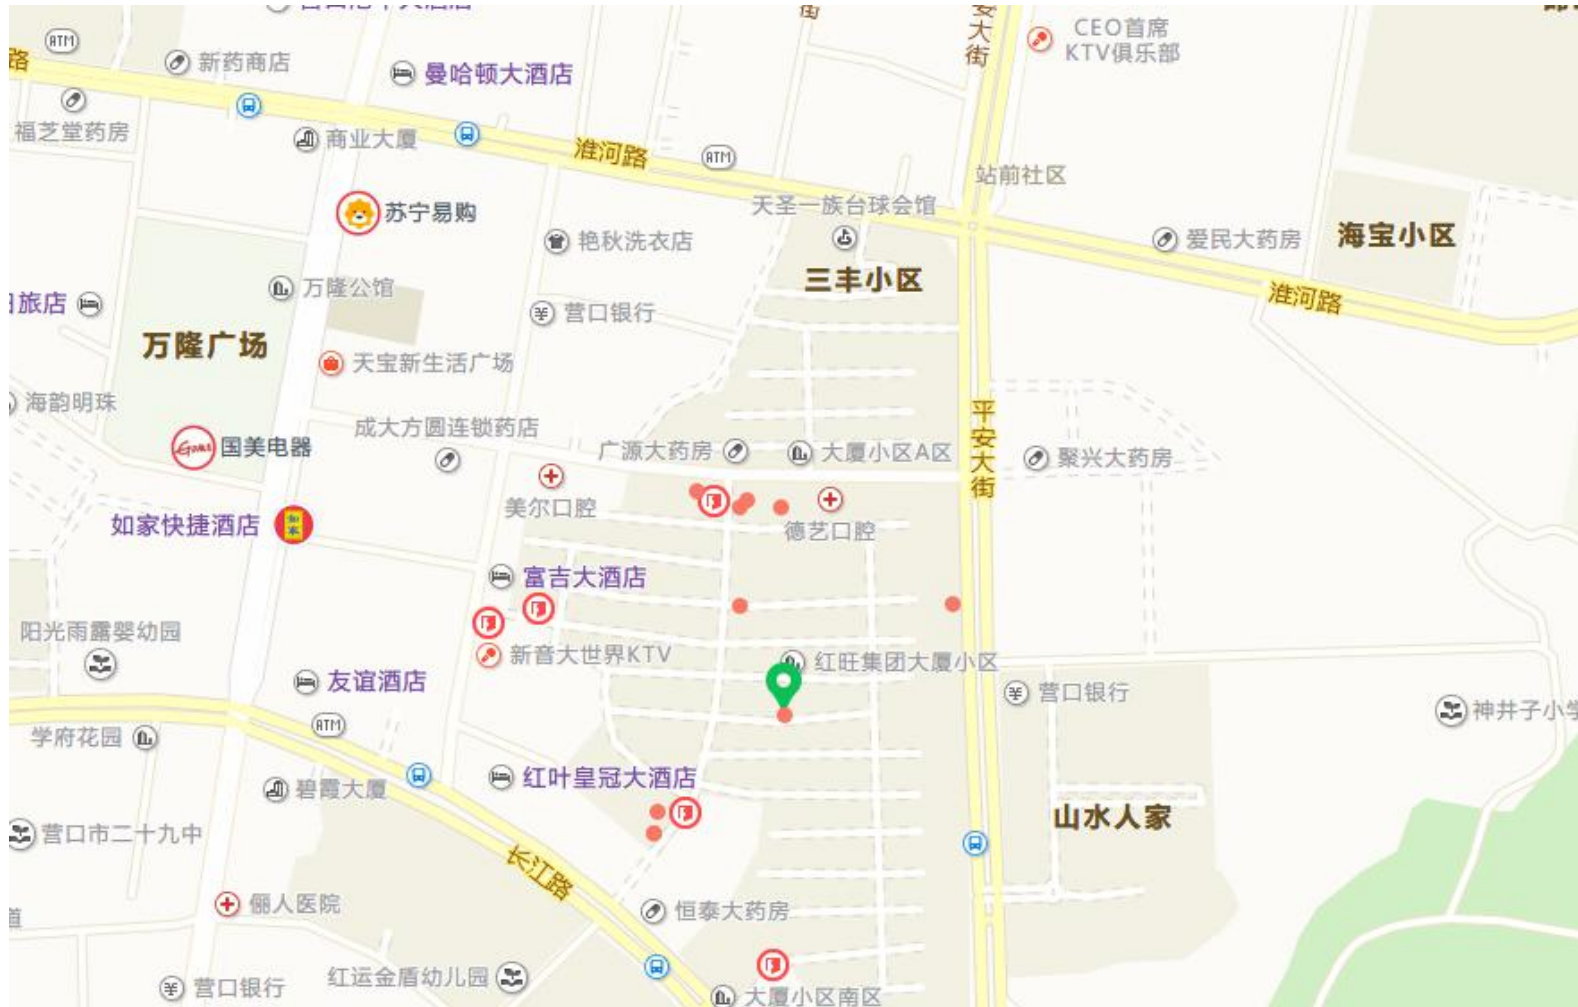 ATM
路
新药商店
曼哈顿大酒店
街
安大街
CEO首席
KTV俱乐部
福芝堂药房
商业大厦
淮河路
ATM
站前社区
苏宁易购
天圣一族台球会馆
艳秋洗衣店
爱民大药房
海宝小区
万隆公馆
三丰小区
旅店
营口银行
淮河路
万隆广场
天宝新生活广场
海韵明珠
成大方圆连锁药店
平安大街
国美电器
Gome
广源大药房
大厦小区A区
聚兴大药房
美尔口腔
如家快捷酒店
如家
德艺口腔
富吉大酒店
阳光雨露婴幼园
新音大世界KTV
红旺集团大厦小区
友谊酒店
营口银行
神井子小学
学府花园
ATM
碧霞大厦
红叶皇冠大酒店
山水人家
营口市二十九中
长江路
俪人医院
恒泰大药房
道
红运金盾幼儿园
营口银行
大厦小区南区